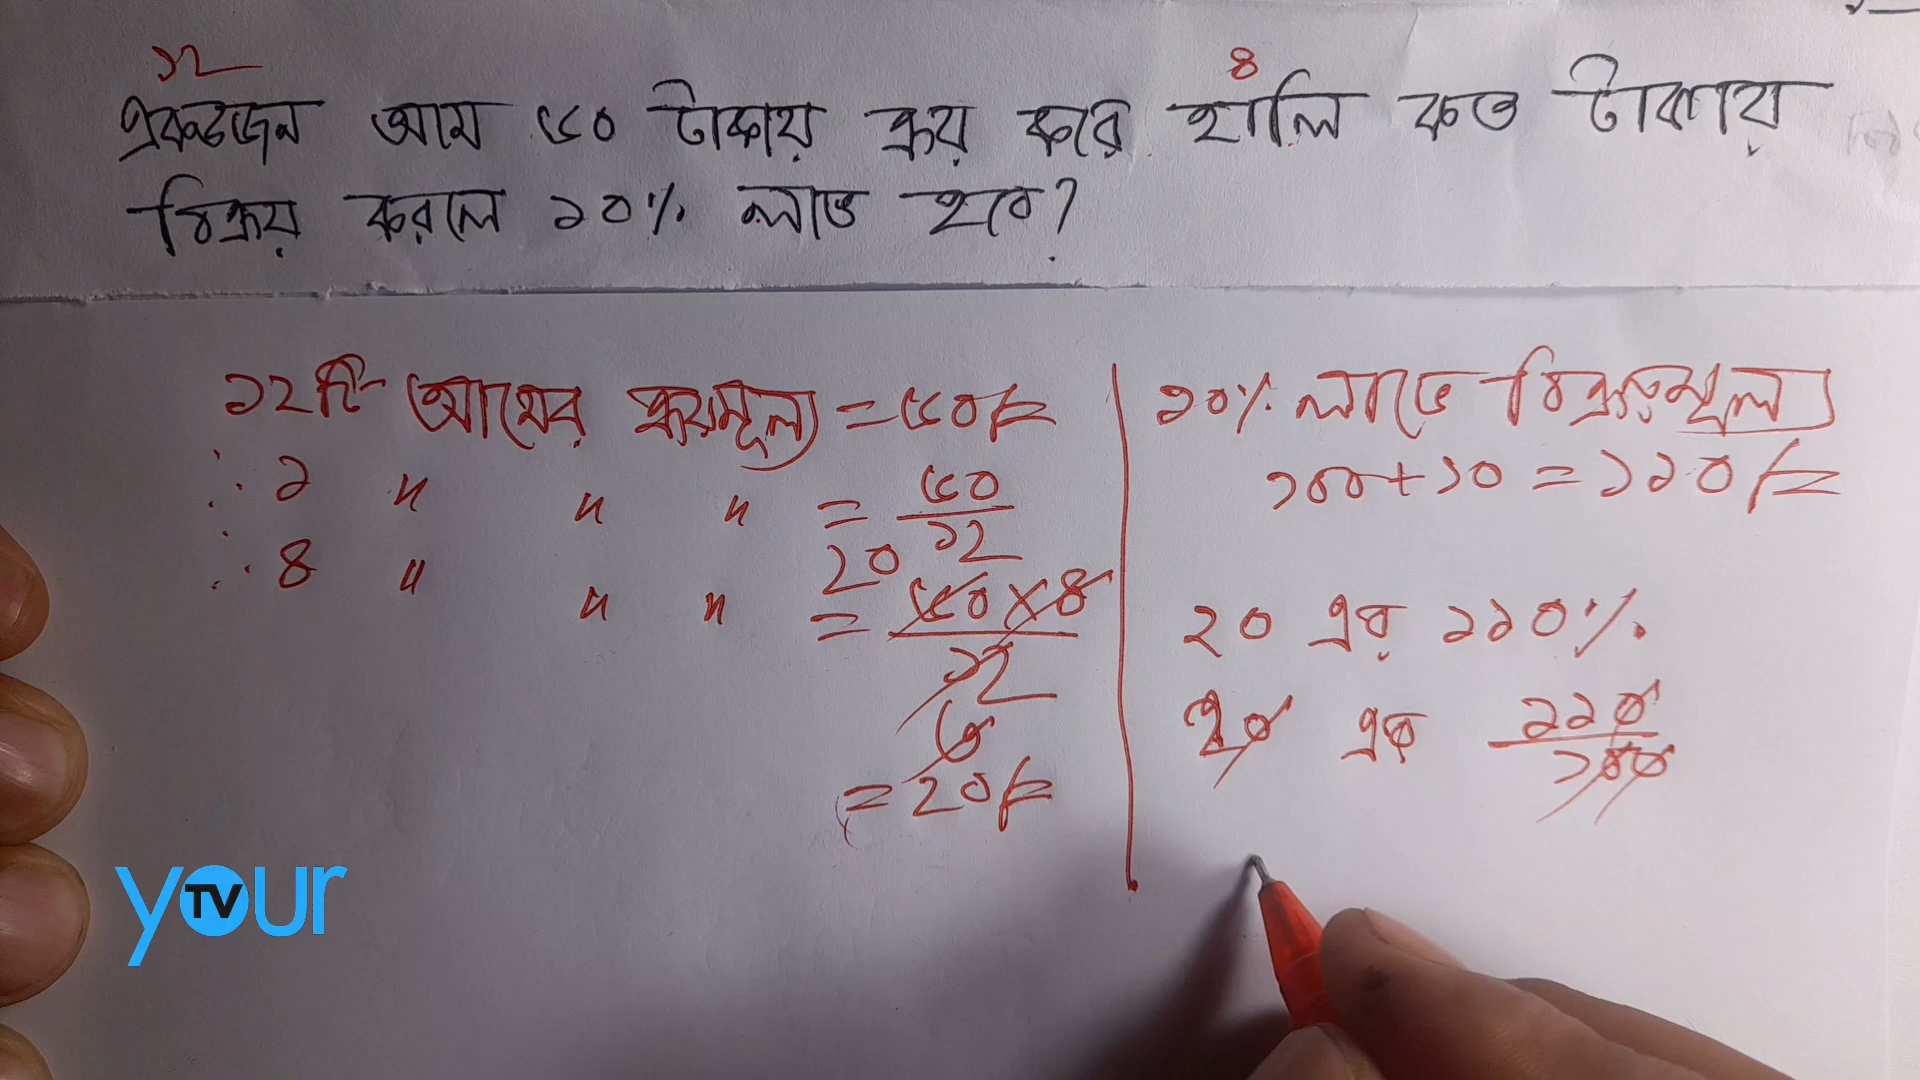 ১২
৪
একডজন আম ৬০ টাকায় ক্রয় করে হালি কত টাকায়
বিক্রয় করলে ১০% লাভ হবে?
১২টি আমের ক্রয়মূল্য = ৬০ টাঃ
∴ ১ " " " = ৬০/১২
∴ ৪ " " " = ৬০×৪/১২
২০
৩
= ২০ টাঃ
১০% লাভে বিক্রয়মূল্য
১০০+১০ = ১১০ টাঃ
২০ এর ১১০%
২০ এর ১১০/১০০
your TV